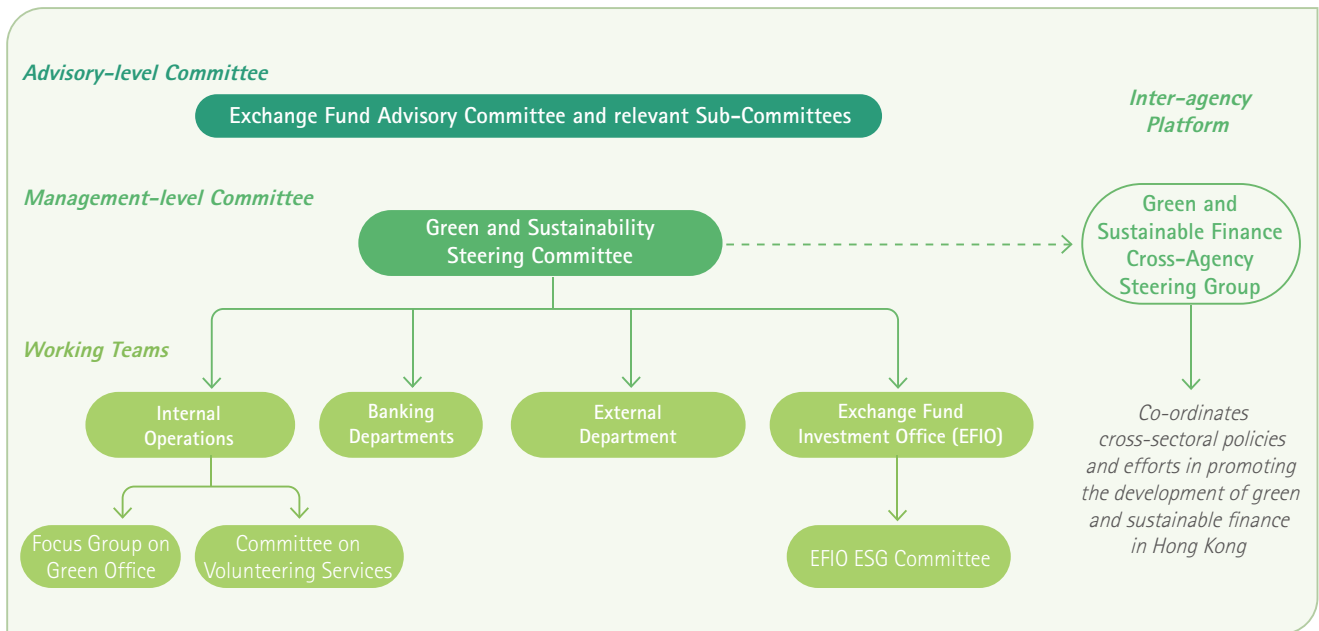 Advisory-level Committee
Exchange Fund Advisory Committee and relevant Sub-Committees
Inter-agency
Platform
Management-level Committee
Green and Sustainability
Steering Committee
Green and
Sustainable Finance
Cross-Agency
Steering Group
Working Teams
Internal
Operations
Banking
Departments
External
Department
Exchange Fund
Investment Office (EFIO)
Co-ordinates
cross-sectoral policies
and efforts in promoting
the development of green
and sustainable finance
in Hong Kong
Focus Group on
Green Office
Committee on
Volunteering Services
EFIO ESG Committee